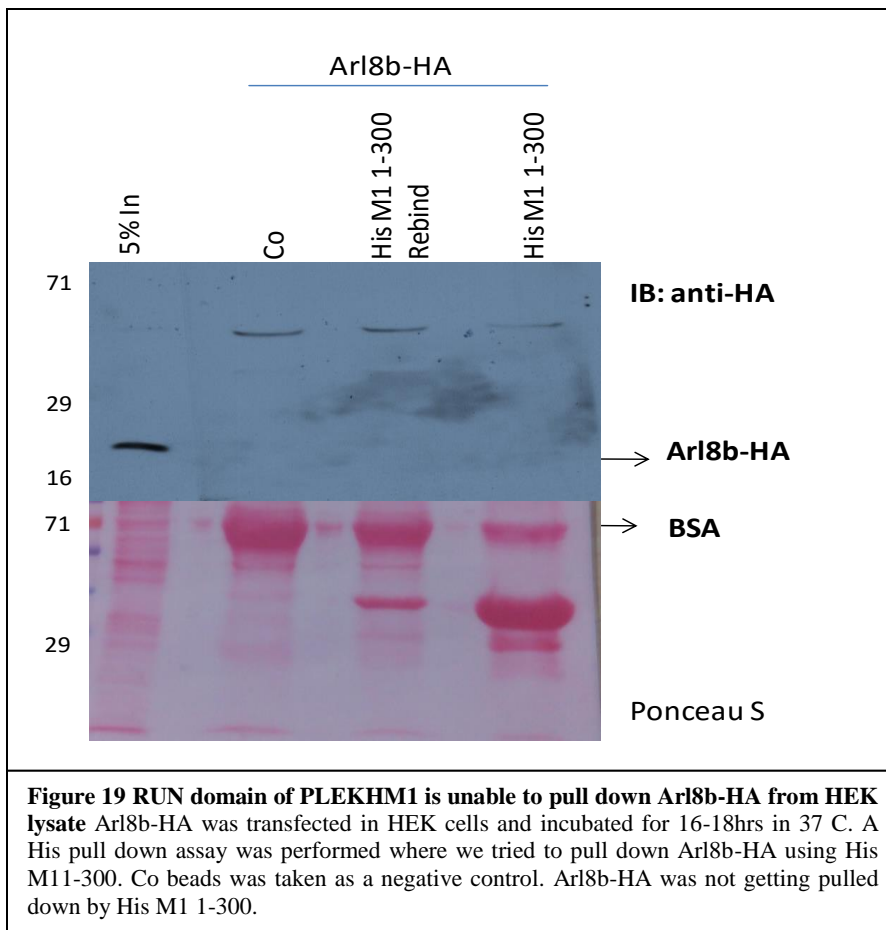 Arl8b-HA
5% In
Co
His M1 1-300
Rebind
His M1 1-300
71
IB: anti-HA
29
Arl8b-HA
16
71
BSA
29
Ponceau S
Figure 19 RUN domain of PLEKHM1 is unable to pull down Arl8b-HA from HEK
lysate Arl8b-HA was transfected in HEK cells and incubated for 16-18hrs in 37 C. A
His pull down assay was performed where we tried to pull down Arl8b-HA using His
M11-300. Co beads was taken as a negative control. Arl8b-HA was not getting pulled
down by His M1 1-300.